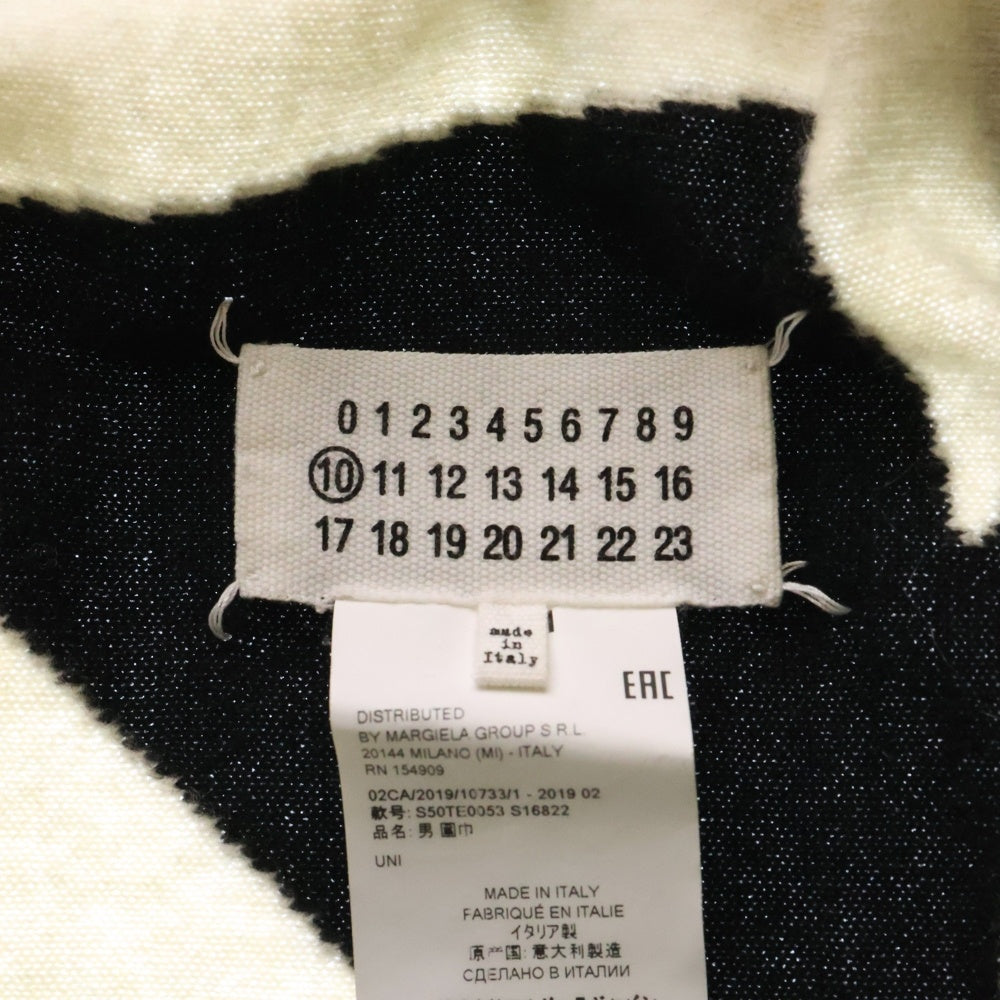 0 1 2 3 4 5 6 7 8 9
10 11 12 13 14 15 16
17 18 19 20 21 22 23
made
in
Italy
EAC
DISTRIBUTED
BY MARGIELA GROUP S R.L.
20144 MILANO (MI) - ITALY
RN 154909
02CA/2019/10733/1 - 2019 02
款号: S50TE0053 S16822
品名: 男 圍巾
UNI
MADE IN ITALY
FABRIQUÉ EN ITALIE
イタリア製
原产国: 意大利製造
СДЕЛАНО В ИТАЛИИ